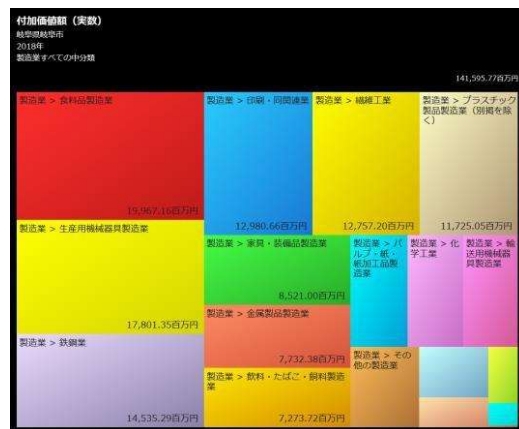 付加価値額（実数）
岐阜県岐阜市
2018年
製造業すべての中分類
141,595.77百万円
製造業 > 食料品製造業
19,967.16百万円
製造業 > 印刷・同関連業
12,980.66百万円
製造業 > 繊維工業
12,757.20百万円
製造業 > プラスチック
製品製造業（別掲を除
く）
11,725.05百万円
製造業 > 生産用機械器具製造業
17,801.35百万円
製造業 > 家具・装備品製造
業
8,521.00百万円
製造業 > パ
ルプ・紙・
紙加工品製
造業
製造業 > 化
学工業
製造業 > 輸
送用機械器
具製造業
製造業 > 金属製品製造業
7,732.38百万円
製造業 > 鉄鋼業
14,535.29百万円
製造業 > 飲料・たばこ・飼料製造
業
7,273.72百万円
製造業 > その
他の製造業